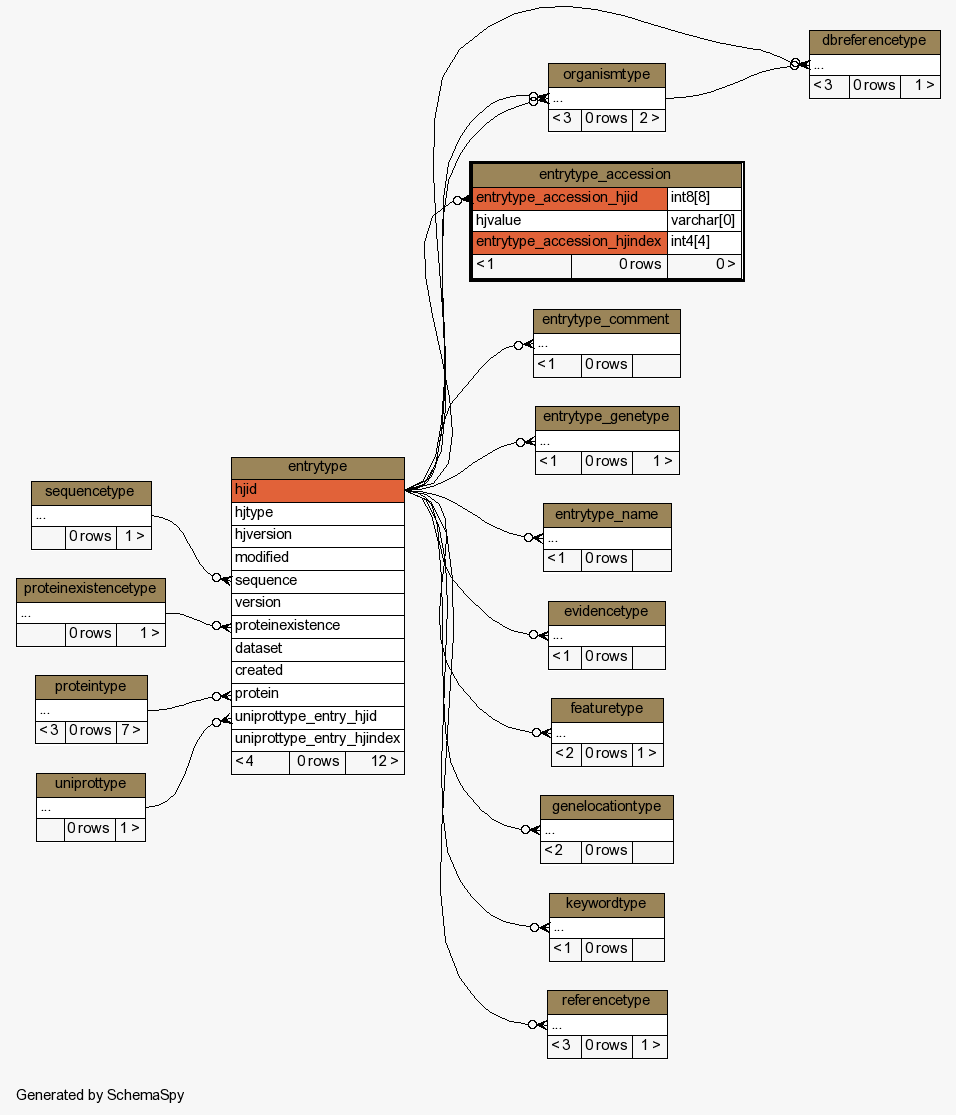 dbreferencetype
...
< 3 0 rows 1 >
organismtype
...
< 3 0 rows 2 >
entrytype_accession
entrytype_accession_hjid int8[8]
hjvalue varchar[0]
entrytype_accession_hjindex int4[4]
< 1 0 rows 0 >
entrytype_comment
...
< 1 0 rows
entrytype_genetype
...
< 1 0 rows 1 >
entrytype
hjid
hjtype
hjversion
modified
sequence
version
proteinexistence
dataset
created
protein
uniprottype_entry_hjid
uniprottype_entry_hjindex
< 4 0 rows 12 >
sequencetype
...
0 rows 1 >
proteinexistencetype
...
0 rows 1 >
proteintype
...
< 3 0 rows 7 >
uniprottype
...
0 rows 1 >
entrytype_name
...
< 1 0 rows
evidencetype
...
< 1 0 rows
featuretype
...
< 2 0 rows 1 >
genelocationtype
...
< 2 0 rows
keywordtype
...
< 1 0 rows
referencetype
...
< 3 0 rows 1 >
Generated by SchemaSpy